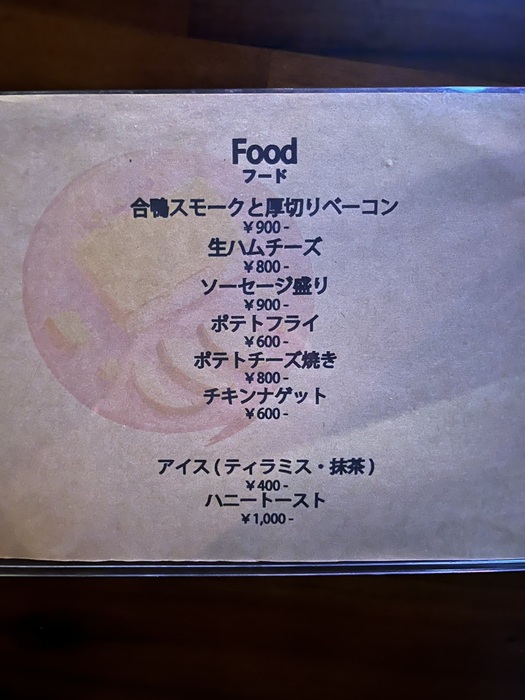 Food
フード
合鴨スモークと厚切りベーコン
¥900-
生ハムチーズ
¥800-
ソーセージ盛り
¥900-
ポテトフライ
¥600-
ポテトチーズ焼き
¥800-
チキンナゲット
¥600-
アイス(ティラミス・抹茶)
¥400-
ハニートースト
¥1,000-